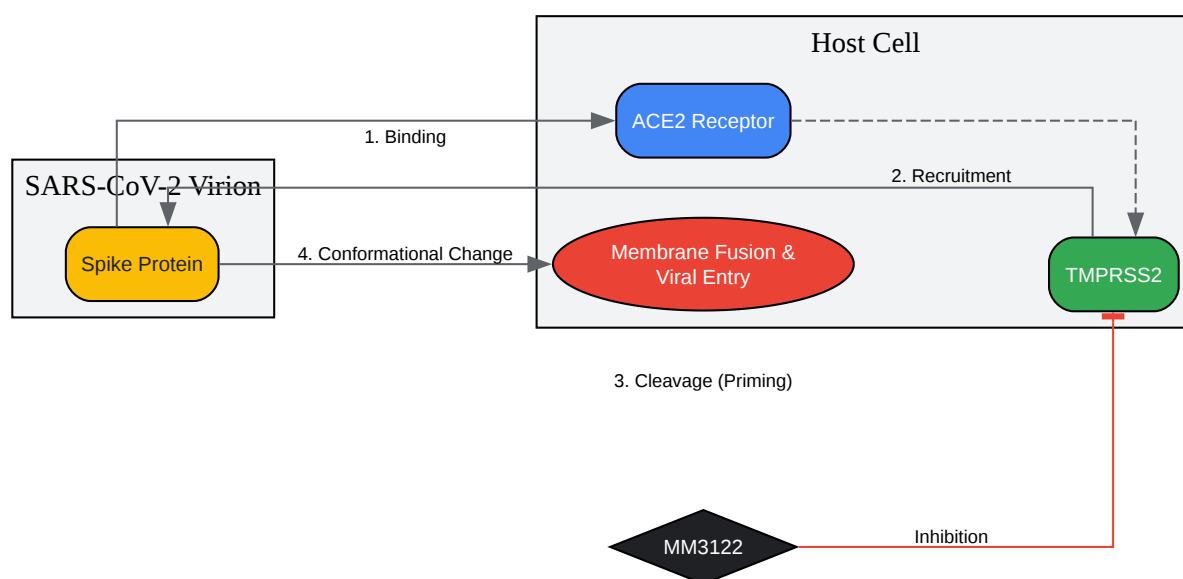 Host Cell
ACE2 Receptor
1. Binding
SARS-CoV-2 Virion
2. Recruitment
Spike Protein
4. Conformational Change
Membrane Fusion &
Viral Entry
TMPRSS2
3. Cleavage (Priming)
MM3122
Inhibition